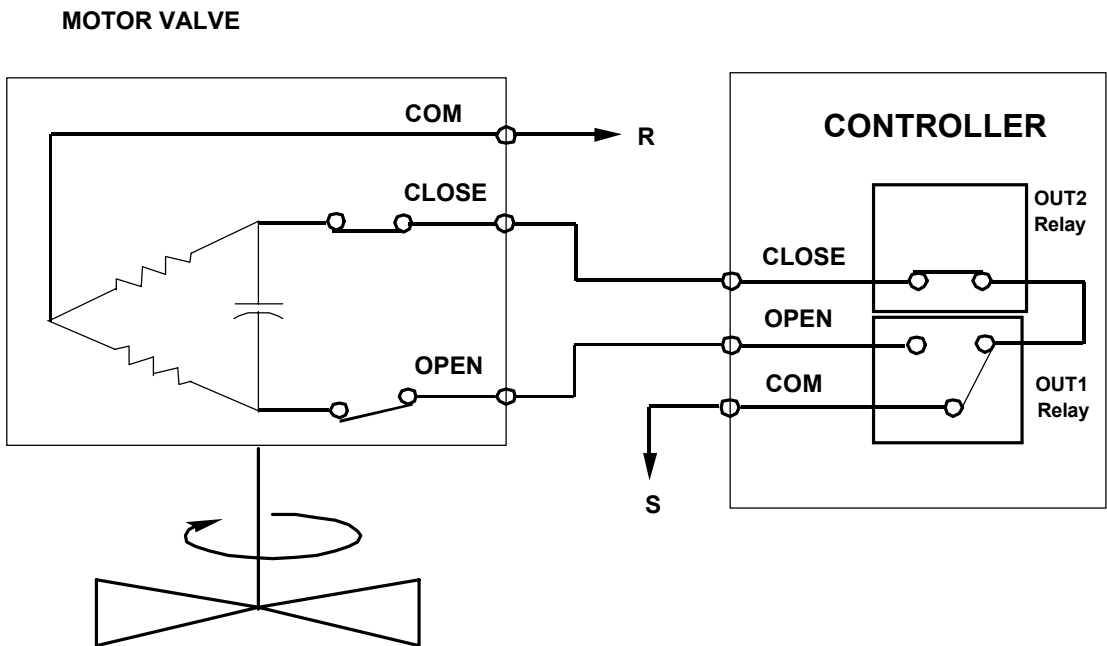 MOTOR VALVE
COM
R
CLOSE
OPEN
CONTROLLER
OUT2
Relay
CLOSE
OPEN
COM
OUT1
Relay
S